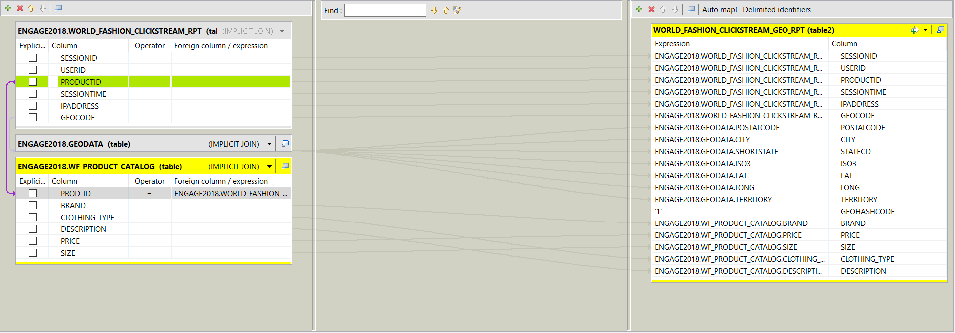 Find :
Auto map! Delimited identifiers
ENGAGE2018.WORLD_FASHION_CLICKSTREAM_RPT (tal (IMPLICIT JOIN)
Explici... Column Operator Foreign column / expression
SESSIONID
USERID
PRODUCTID
SESSIONTIME
IPADDRESS
GEOCODE
ENGAGE2018.GEODATA (table) (IMPLICIT JOIN)
ENGAGE2018.WF_PRODUCT_CATALOG (table) (IMPLICIT JOIN)
Explici... Column Operator Foreign column / expression
PROD_ID = ENGAGE2018.WORLD_FASHION_...
BRAND
CLOTHING_TYPE
DESCRIPTION
PRICE
SIZE
WORLD_FASHION_CLICKSTREAM_GEO_RPT (table2)
Expression Column
ENGAGE2018.WORLD_FASHION_CLICKSTREAM_R... SESSIONID
ENGAGE2018.WORLD_FASHION_CLICKSTREAM_R... USERID
ENGAGE2018.WORLD_FASHION_CLICKSTREAM_R... PRODUCTID
ENGAGE2018.WORLD_FASHION_CLICKSTREAM_R... SESSIONTIME
ENGAGE2018.WORLD_FASHION_CLICKSTREAM_R... IPADDRESS
ENGAGE2018.WORLD_FASHION_CLICKSTREAM_R... GEOCODE
ENGAGE2018.GEODATA.POSTALCODE POSTALCODE
ENGAGE2018.GEODATA.CITY CITY
ENGAGE2018.GEODATA.SHORTSTATE STATECD
ENGAGE2018.GEODATA.ISO3 ISO3
ENGAGE2018.GEODATA.LAT LAT
ENGAGE2018.GEODATA.LONG LONG
ENGAGE2018.GEODATA.TERRITORY TERRITORY
GEOHASHCODE
ENGAGE2018.WF_PRODUCT_CATALOG.BRAND BRAND
ENGAGE2018.WF_PRODUCT_CATALOG.PRICE PRICE
ENGAGE2018.WF_PRODUCT_CATALOG.SIZE SIZE
ENGAGE2018.WF_PRODUCT_CATALOG.CLOTHING_... CLOTHING_TYPE
ENGAGE2018.WF_PRODUCT_CATALOG.DESCRIPTI... DESCRIPTION